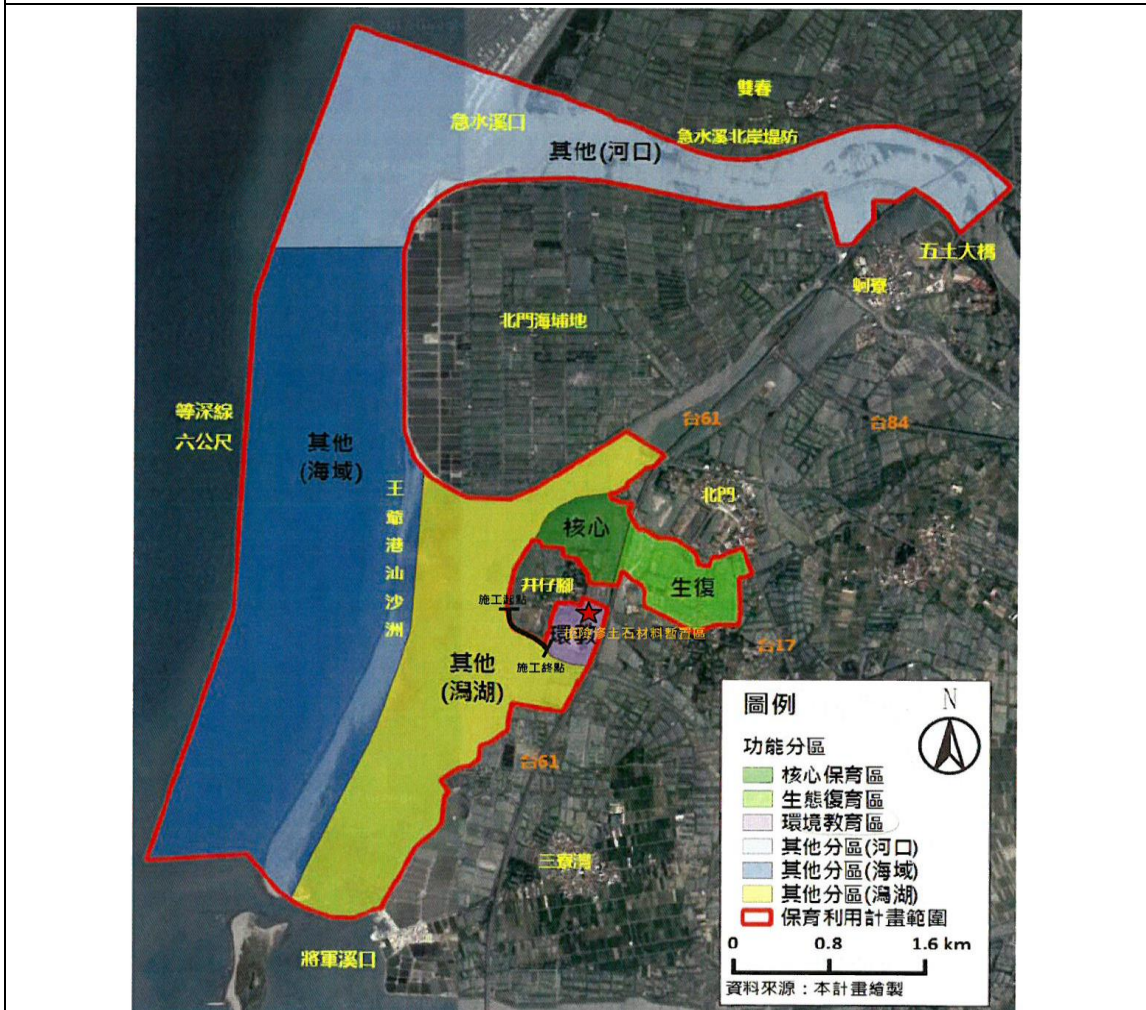 雙春
急水溪口
急水溪北岸堤防
其他(河口)
五王大橋
蚵寮
北門海埔地
等深線
六公尺
台61
台84
其他
(海域)
王爺港汕沙洲
北門
核心
生復
井仔腳
施工起點
搶險修土石材料暫置區
環教
台17
施工終點
其他
(潟湖)
台61
三寮灣
將軍溪口
圖例
N
功能分區
核心保育區
生態復育區
環境教育區
其他分區(河口)
其他分區(海域)
其他分區(潟湖)
保育利用計畫範圍
0 0.8 1.6 km
資料來源：本計畫繪製